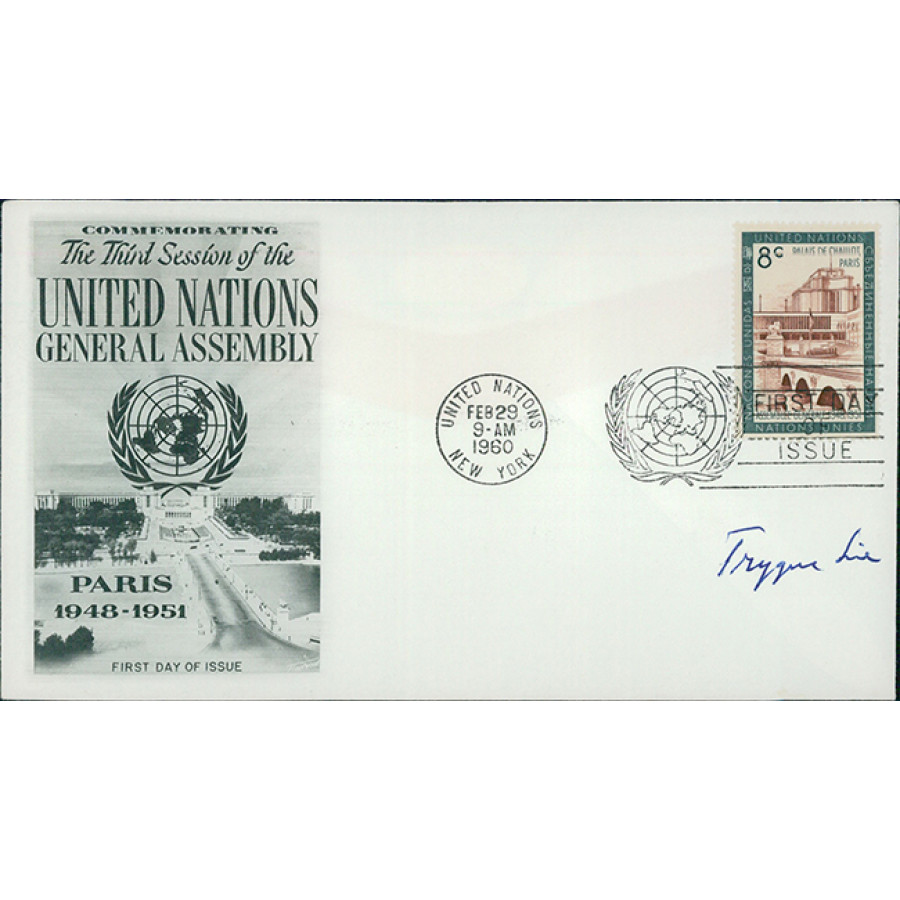 COMMEMORATING
The Third Session of the
UNITED NATIONS
GENERAL ASSEMBLY
PARIS
1948-1951
FIRST DAY OF ISSUE
UNITED NATIONS
FEB 29
9-AM
1960
NEW YORK
UNITED NATIONS
8c
PALAIS DE CHAILLOT
PARIS
UNIDAS
NATIONS UNIES
FIRST DAY
ISSUE
Trygve Lie